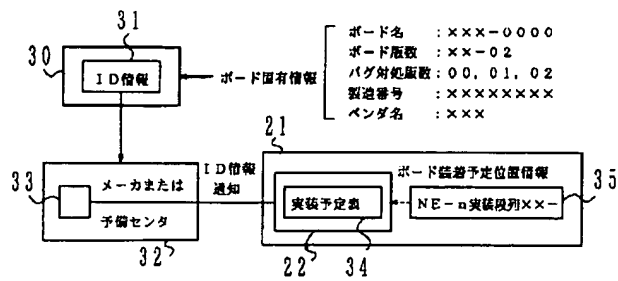 31
30
ID情報
ボード固有情報
ボード名 :×××-0000
ボード版数 :××-02
バグ対処版数:00, 01, 02
製造番号 :××××××××
ベンダ名 :×××
33
メーカまたは
予備センタ
32
ID情報
通知
21
ボード装着予定位置情報
実装予定表
22
34
NE-n実装段列××-
35